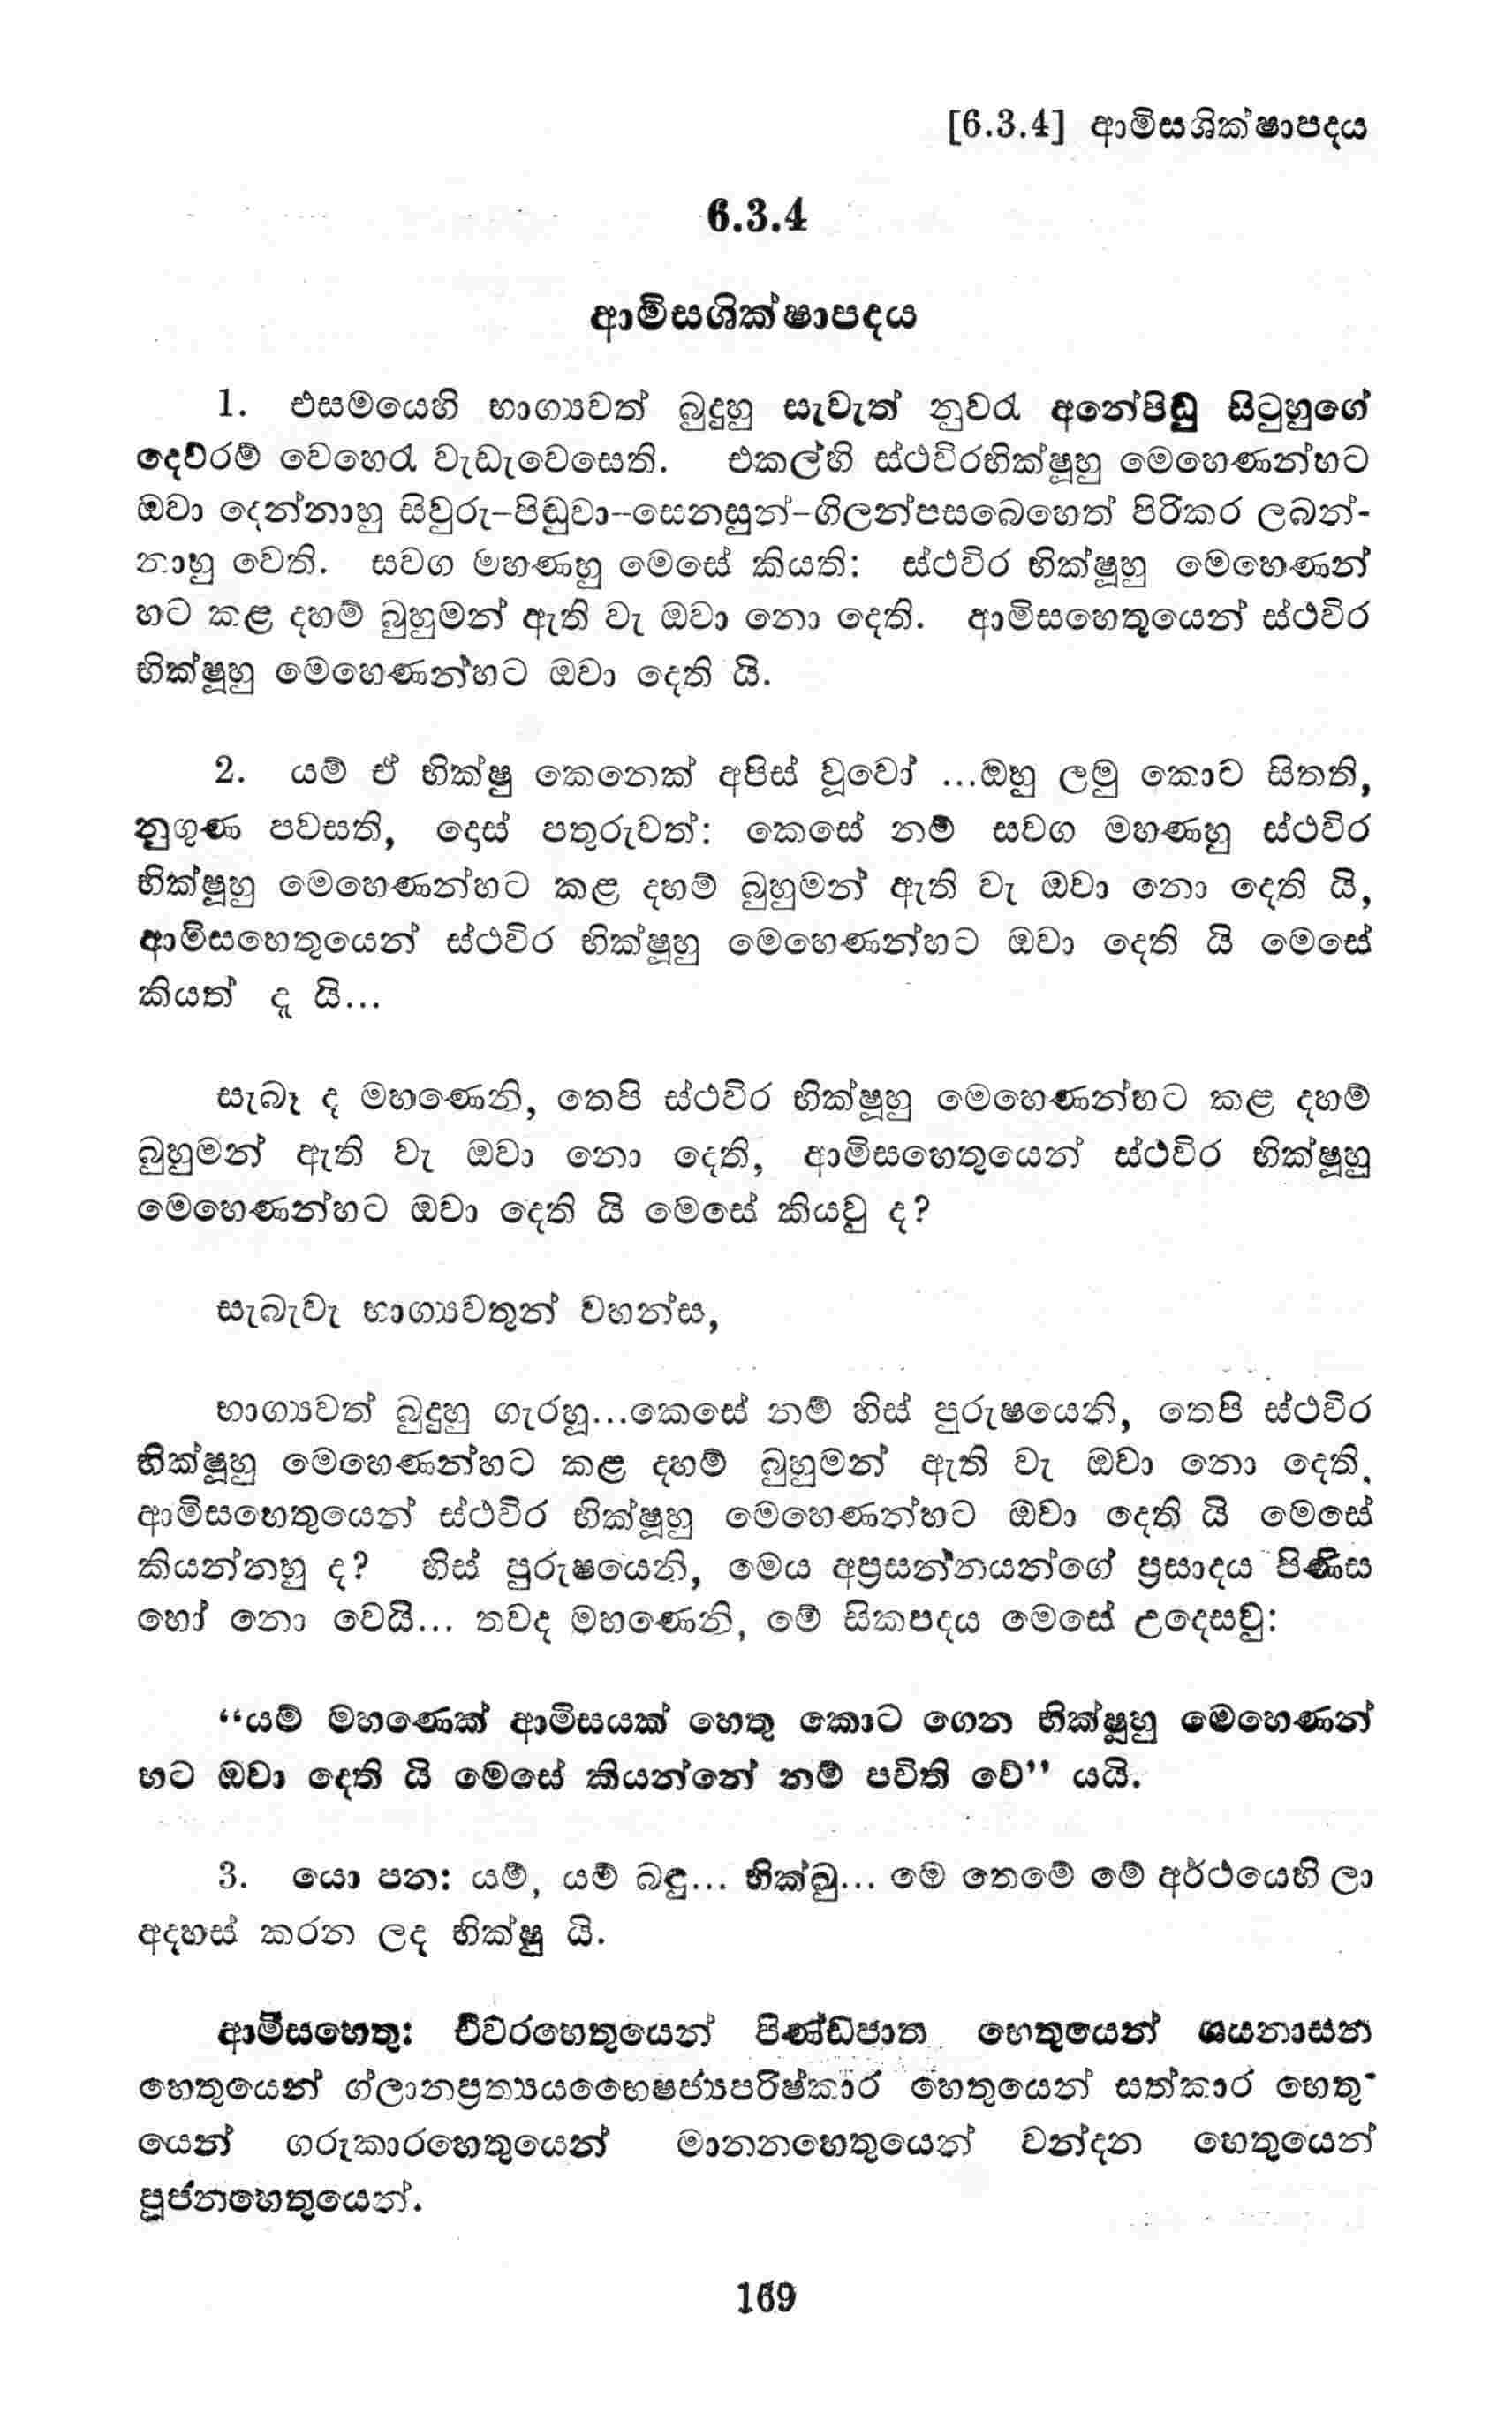 [6.3.4] ආමිසශික්ෂාපදය
6.3.4
ආමිසශික්ෂාපදය
1. එසමයෙහි භාග්‍යවත් බුදුහු සැවැත් නුවරැ අනේපිඬු සිටුහුගේ
දෙව්රම් වෙහෙරැ වැඩැවෙසෙති. එකල්හි ස්ථවිරභික්ෂූහු මෙහෙණන්හට
ඔවා දෙන්නාහු සිවුරු-පිඬුවා-සෙනසුන්-ගිලන්පසබෙහෙත් පිරිකර ලබන්-
නාහු වෙති. සවග මහණහු මෙසේ කියති: ස්ථවිර භික්ෂූහු මෙහෙණන්
හට කළ දහම් බුහුමන් ඇති වැ ඔවා නො දෙති. ආමිසහෙතුයෙන් ස්ථවිර
භික්ෂූහු මෙහෙණන්හට ඔවා දෙති යි.
2. යම් ඒ භික්ෂු කෙනෙක් අපිස් වූවෝ ...ඔහු ලමු කොට සිතති,
නුගුණ පවසති, දොස් පතුරුවත්: කෙසේ නම් සවග මහණහු ස්ථවිර
භික්ෂූහු මෙහෙණන්හට කළ දහම් බුහුමන් ඇති වැ ඔවා නො දෙති යි,
ආමිසහෙතුයෙන් ස්ථවිර භික්ෂූහු මෙහෙණන්හට ඔවා දෙති යි මෙසේ
කියත් දැ යි...
සැබෑ ද මහණෙනි, තෙපි ස්ථවිර භික්ෂූහු මෙහෙණන්හට කළ දහම්
බුහුමන් ඇති වැ ඔවා නො දෙති, ආමිසහෙතුයෙන් ස්ථවිර භික්ෂූහු
මෙහෙණන්හට ඔවා දෙති යි මෙසේ කියවු ද?
සැබැවැ භාග්‍යවතුන් වහන්ස,
භාග්‍යවත් බුදුහු ගැරහූ...කෙසේ නම් හිස් පුරුෂයෙනි, තෙපි ස්ථවිර
භික්ෂූහු මෙහෙණන්හට කළ දහම් බුහුමන් ඇති වැ ඔවා නො දෙති,
ආමිසහෙතුයෙන් ස්ථවිර භික්ෂූහු මෙහෙණන්හට ඔවා දෙති යි මෙසේ
කියන්නහු ද? හිස් පුරුෂයෙනි, මෙය අප්‍රසන්නයන්ගේ ප්‍රසාදය පිණිස
හෝ නො වෙයි... තවද මහණෙනි, මේ සිකපදය මෙසේ උදෙසවු:
“යම් මහණෙක් ආමිසයක් හෙතු කොට ගෙන භික්ෂූහු මෙහෙණන්
හට ඔවා දෙති යි මෙසේ කියන්නේ නම් පවිති වේ” යයි.
3. යො පන: යම්, යම් බඳු... භික්ඛු... මේ තෙමේ මේ අර්ථයෙහි ලා
අදහස් කරන ලද භික්ෂු යි.
ආමිසහෙතු: චීවරහෙතුයෙන් පිණ්ඩපාත හෙතුයෙන් ශයනාසන
හෙතුයෙන් ග්ලානප්‍රත්‍යයභෛෂජ්‍යපරිෂ්කාර හෙතුයෙන් සත්කාර හෙතු-
යෙන් ගරුකාරහෙතුයෙන් මානනහෙතුයෙන් වන්දන හෙතුයෙන්
පූජනහෙතුයෙන්.
169